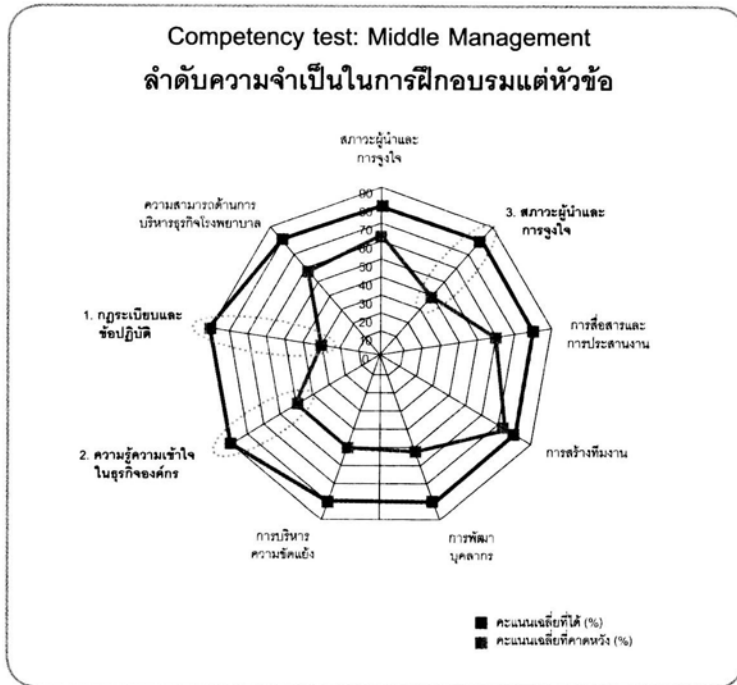 Competency test: Middle Management
ลำดับความจำเป็นในการฝึกอบรมแต่หัวข้อ
สภาวะผู้นำและ
การจูงใจ
ความสามารถด้านการ
บริหารธุรกิจโรงพยาบาล
3. สภาวะผู้นำและ
การจูงใจ
1. กฎระเบียบและ
ข้อปฏิบัติ
การสื่อสารและ
การประสานงาน
2. ความรู้ความเข้าใจ
ในธุรกิจองค์กร
การสร้างทีมงาน
การบริหาร
ความขัดแย้ง
การพัฒนา
บุคลากร
90
80
70
60
50
40
30
20
10
0
คะแนนเฉลี่ยที่ได้ (%)
คะแนนเฉลี่ยที่คาดหวัง (%)